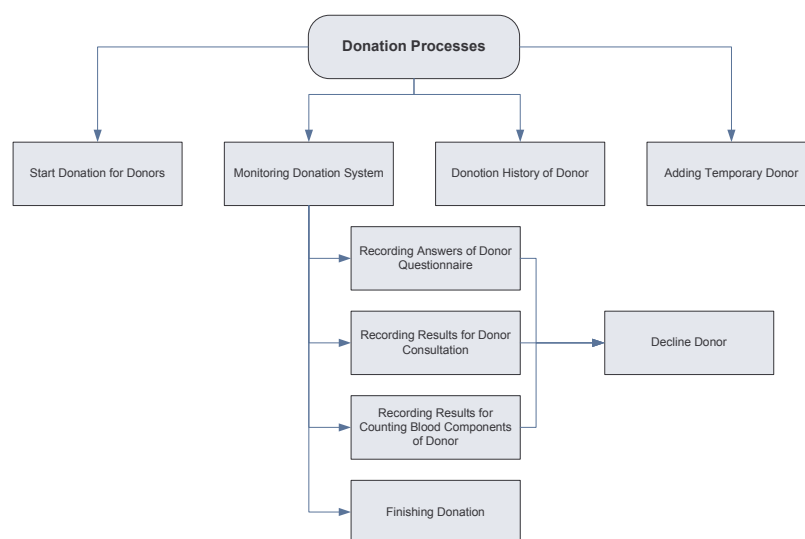 Donation Processes
Start Donation for Donors
Monitoring Donation System
Donotion History of Donor
Adding Temporary Donor
Recording Answers of Donor
Questionnaire
Recording Results for Donor
Consultation
Decline Donor
Recording Results for
Counting Blood Components
of Donor
Finishing Donation